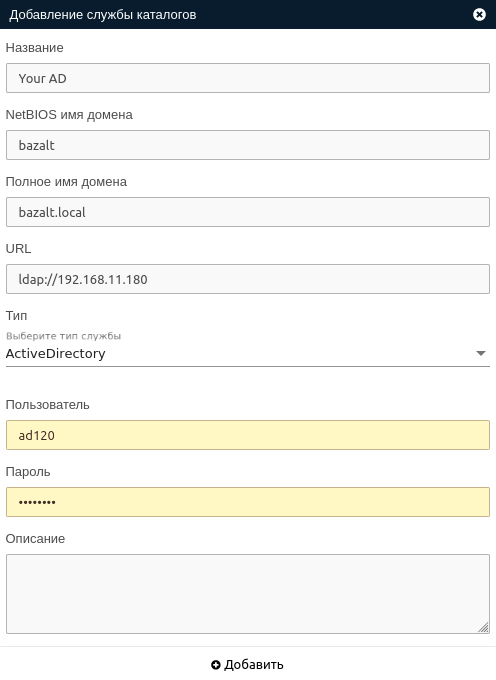 Добавление службы каталогов
Название
Your AD
NetBIOS имя домена
bazalt
Полное имя домена
bazalt.local
URL
ldap://192.168.11.180
Тип
Выберите тип службы
ActiveDirectory
Пользователь
ad120
Пароль
••••••••
Описание
Добавить